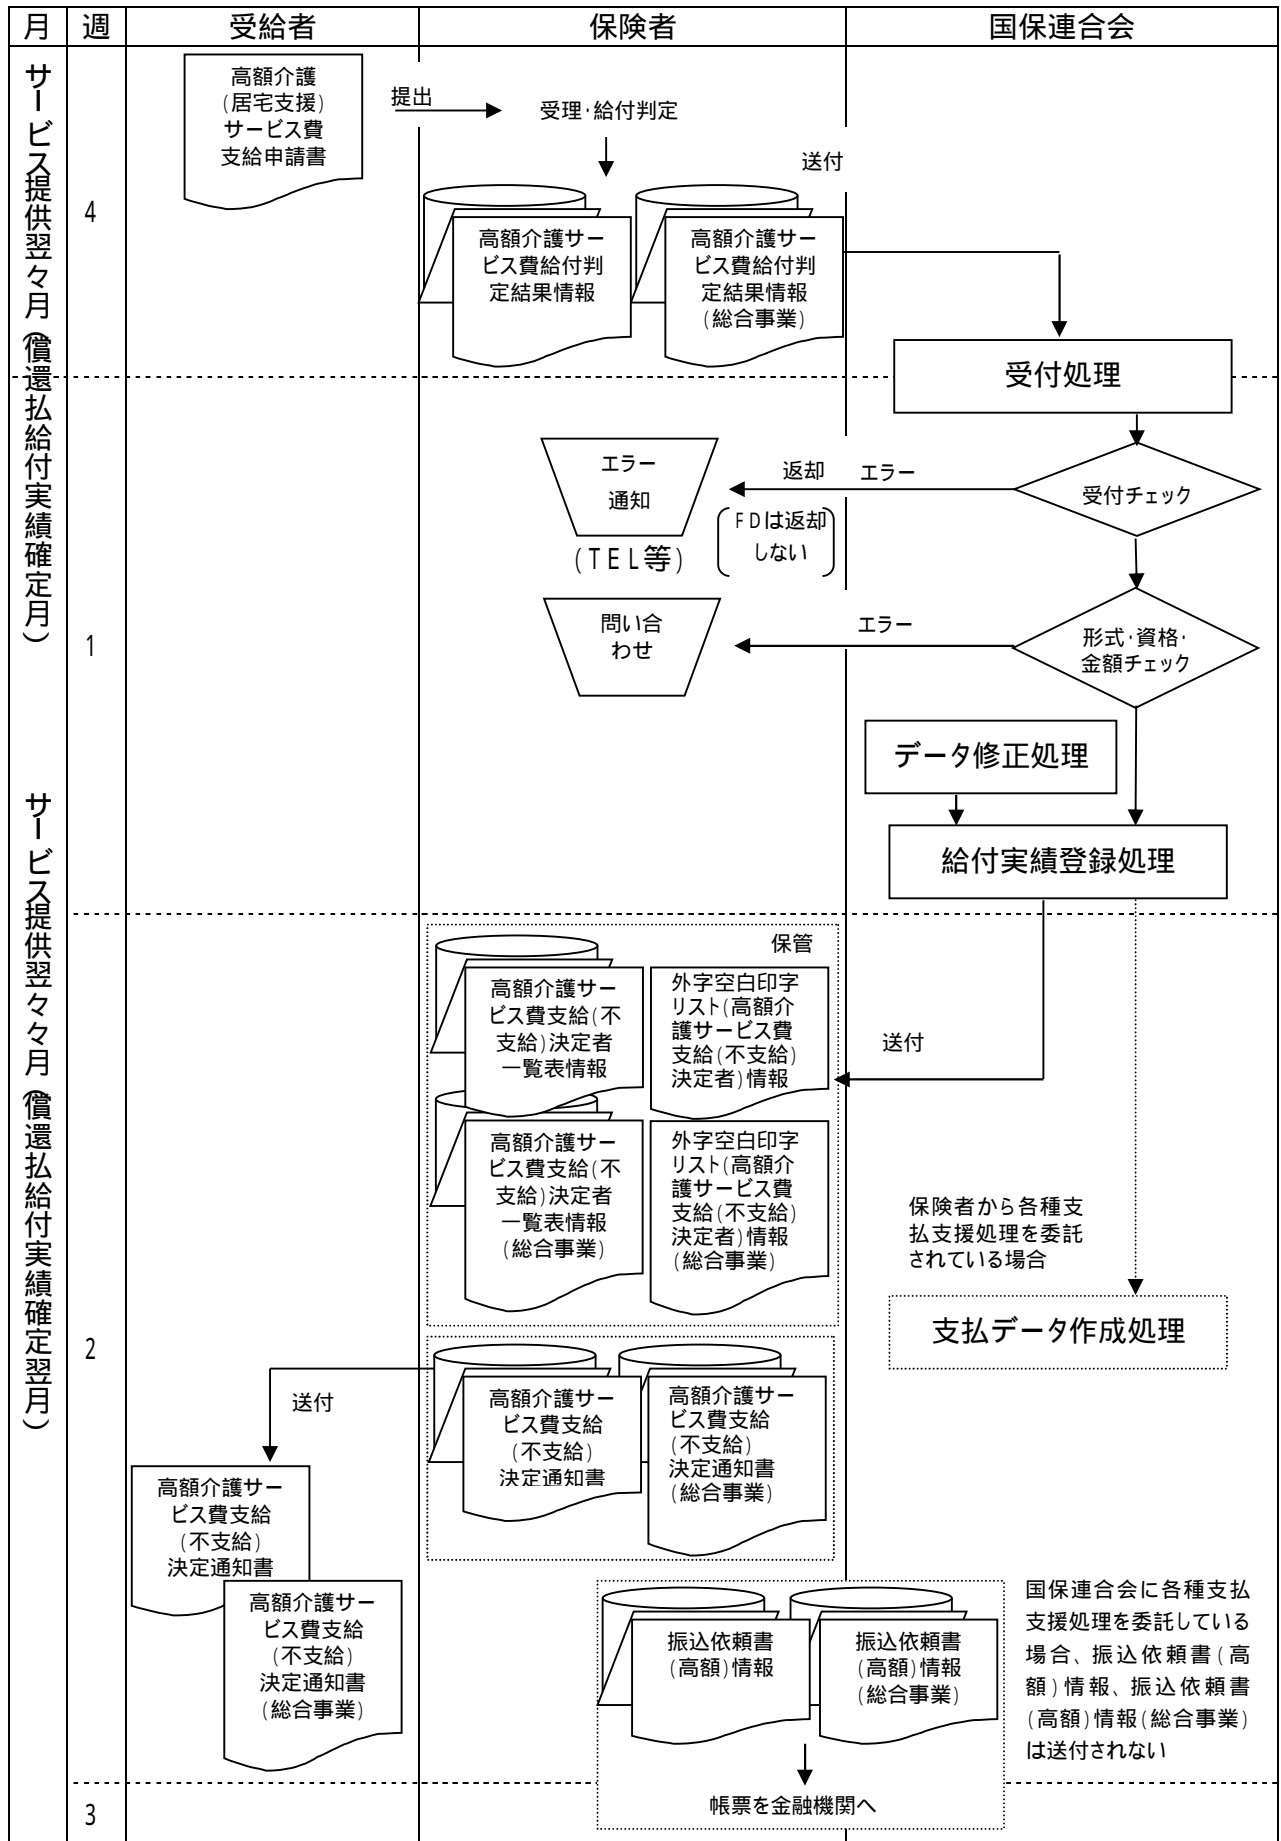 月
週
受給者
保険者
国保連合会
サービス提供翌々月(償還払給付実績確定月)
4
高額介護
(居宅支援)
サービス費
支給申請書
提出
受理・給付判定
送付
高額介護サー
ビス費給付判
定結果情報
高額介護サー
ビス費給付判
定結果情報
(総合事業)
受付処理
1
エラー
通知
(TEL等)
返却
エラー
FDは返却
しない
受付チェック
問い合
わせ
エラー
形式・資格・
金額チェック
データ修正処理
給付実績登録処理
サービス提供翌々々月(償還払給付実績確定翌月)
2
保管
高額介護サー
ビス費支給(不
支給)決定者
一覧表情報
外字空白印字
リスト(高額介
護サービス費
支給(不支給)
決定者)情報
送付
高額介護サー
ビス費支給(不
支給)決定者
一覧表情報
(総合事業)
外字空白印字
リスト(高額介
護サービス費
支給(不支給)
決定者)情報
(総合事業)
保険者から各種支
払支援処理を委託
されている場合
支払データ作成処理
送付
高額介護サー
ビス費支給
(不支給)
決定通知書
高額介護サー
ビス費支給
(不支給)
決定通知書
(総合事業)
高額介護サー
ビス費支給
(不支給)
決定通知書
高額介護サー
ビス費支給
(不支給)
決定通知書
(総合事業)
振込依頼書
(高額)情報
振込依頼書
(高額)情報
(総合事業)
国保連合会に各種支払
支援処理を委託している
場合、振込依頼書(高
額)情報、振込依頼書
(高額)情報(総合事業)
は送付されない
3
帳票を金融機関へ